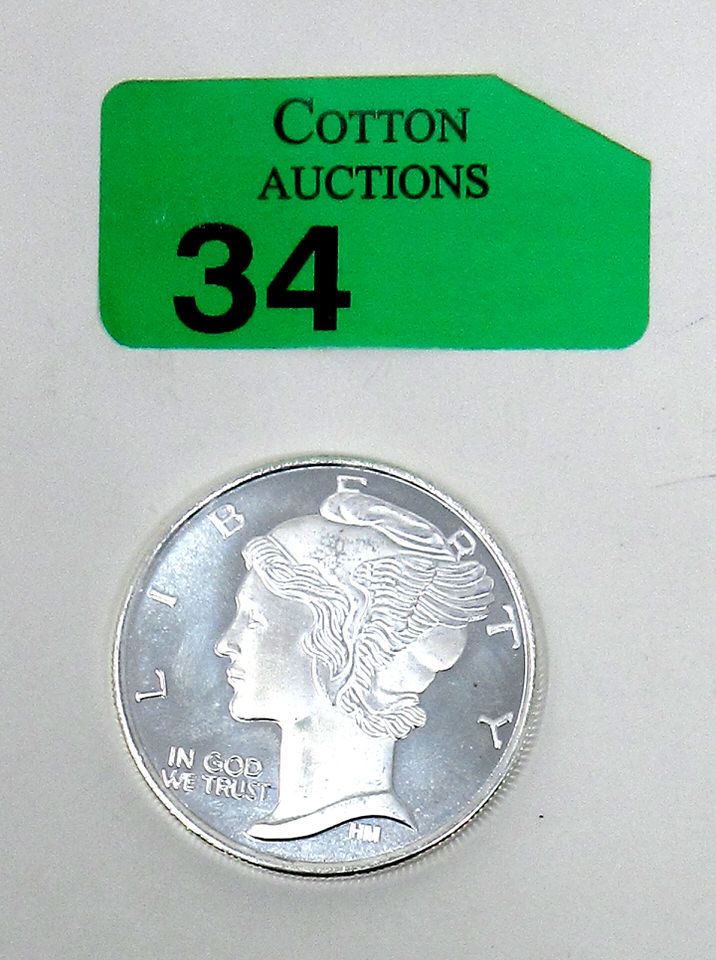 COTTON
AUCTIONS
34
LIBERTY
IN GOD
WE TRUST
HM